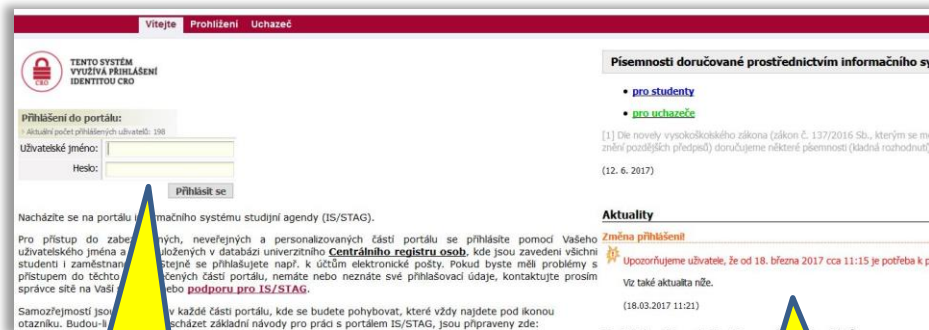 Vítejte Prohlížení Uchazeč
TENTO SYSTÉM
VYUŽÍVÁ PŘIHLÁŠENÍ
IDENTITOU CRO
CRO
Přihlášení do portálu:
Aktuální počet přihlášených uživatelů: 198
Uživatelské jméno:
Heslo:
Přihlásit se
Nacházíte se na portálu systému studijní agendy (IS/STAG).
Pro přístup do neveřejných a personalizovaných částí portálu se přihlásíte pomocí Vašeho
uživatelského jména a uložených v databázi univerzitního Centrálního registru osob, kde jsou zavedeni všichni
studenti i Stejně se přihlašujete např. k účtům elektronické pošty. Pokud byste měli problémy s
přístupem do těchto částí portálu, nemáte nebo neznáte své přihlašovací údaje, kontaktujte prosím
správce sítě na Vaší nebo podporu pro IS/STAG.
Samozřejmostí v každé části portálu, kde se budete pohybovat, které vždy najdete pod ikonou
otazníku. základní návody pro práci s portálem IS/STAG, jsou připraveny zde:
Písemnosti doručované prostřednictvím informačního
pro studenty
pro uchazeče
[1] Dle novely vysokoškolského zákona (zákon č. 137/2016 Sb., kterým se
znění pozdějších předpisů) doručujeme některé písemnosti (kladná rozhodnutí)
(12. 6. 2017)
Aktuality
Změna přihlášení!
Upozorňujeme uživatele, že od 18. března 2017 cca 11:15 je potřeba k
Viz také aktualita níže.
(18.03.2017 11:21)